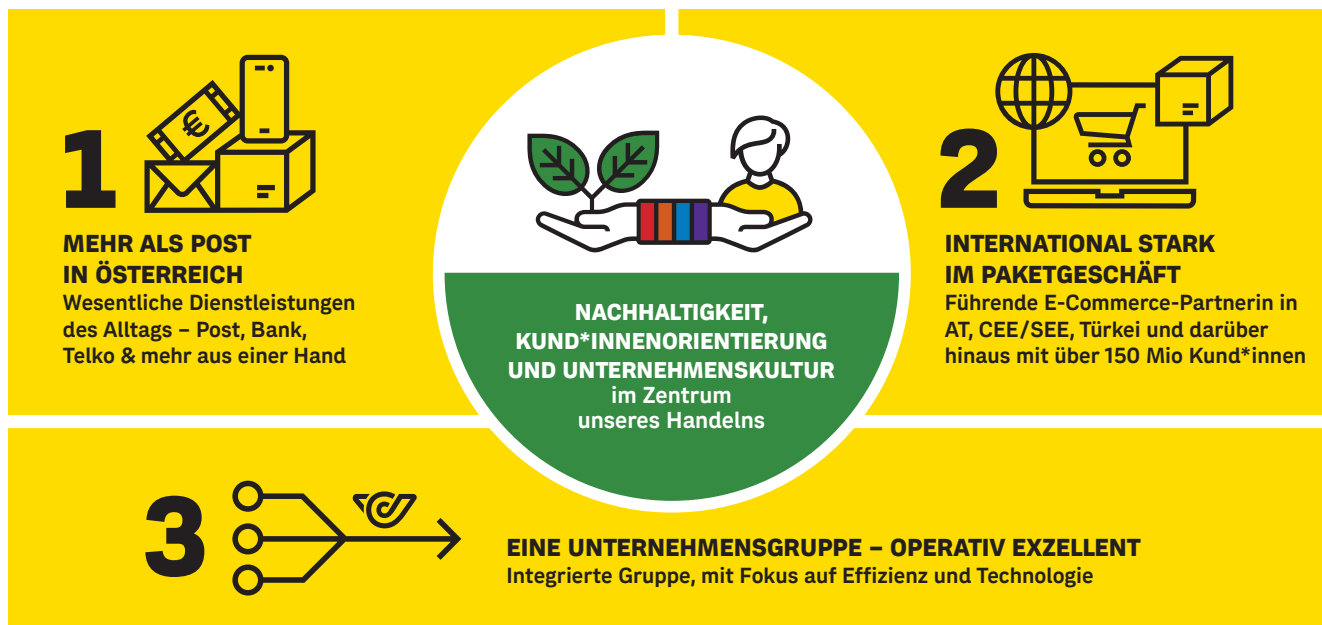 1
MEHR ALS POST
IN ÖSTERREICH
Wesentliche Dienstleistungen
des Alltags – Post, Bank,
Telko & mehr aus einer Hand
€
NACHHALTIGKEIT,
KUND*INNENORIENTIERUNG
UND UNTERNEHMENSKULTUR
im Zentrum
unseres Handelns
2
INTERNATIONAL STARK
IM PAKETGESCHÄFT
Führende E-Commerce-Partnerin in
AT, CEE/SEE, Türkei und darüber
hinaus mit über 150 Mio Kund*innen
3
EINE UNTERNEHMENSGRUPPE – OPERATIV EXZELLENT
Integrierte Gruppe, mit Fokus auf Effizienz und Technologie